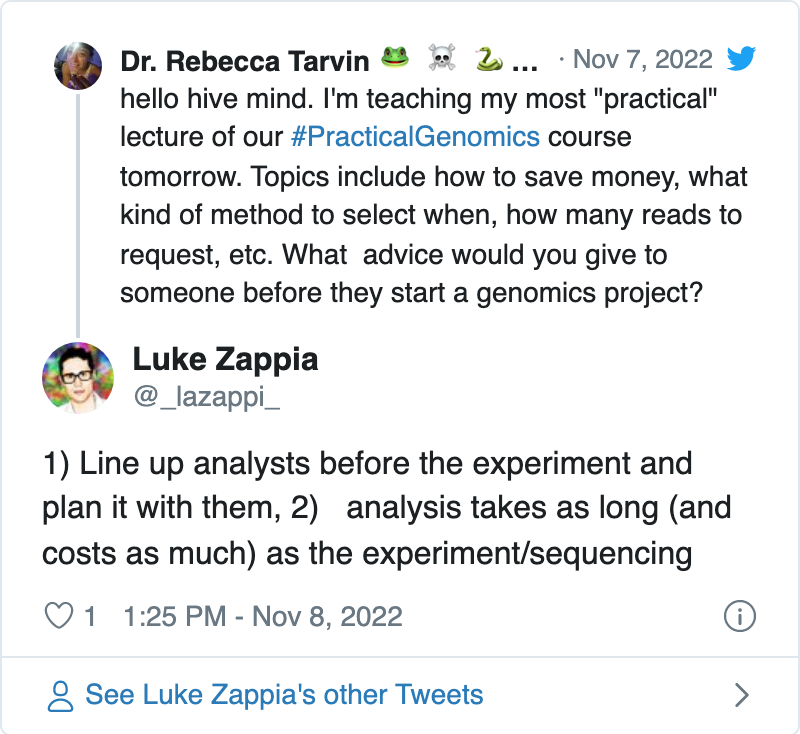 Dr. Rebecca Tarvin 🐸 ☠️ 🐍 ... · Nov 7, 2022
hello hive mind. I'm teaching my most "practical"
lecture of our #PracticalGenomics course
tomorrow. Topics include how to save money, what
kind of method to select when, how many reads to
request, etc. What  advice would you give to
someone before they start a genomics project?
Luke Zappia
@_lazappi_
1) Line up analysts before the experiment and
plan it with them, 2)   analysis takes as long (and
costs as much) as the experiment/sequencing
1 1:25 PM - Nov 8, 2022
See Luke Zappia's other Tweets